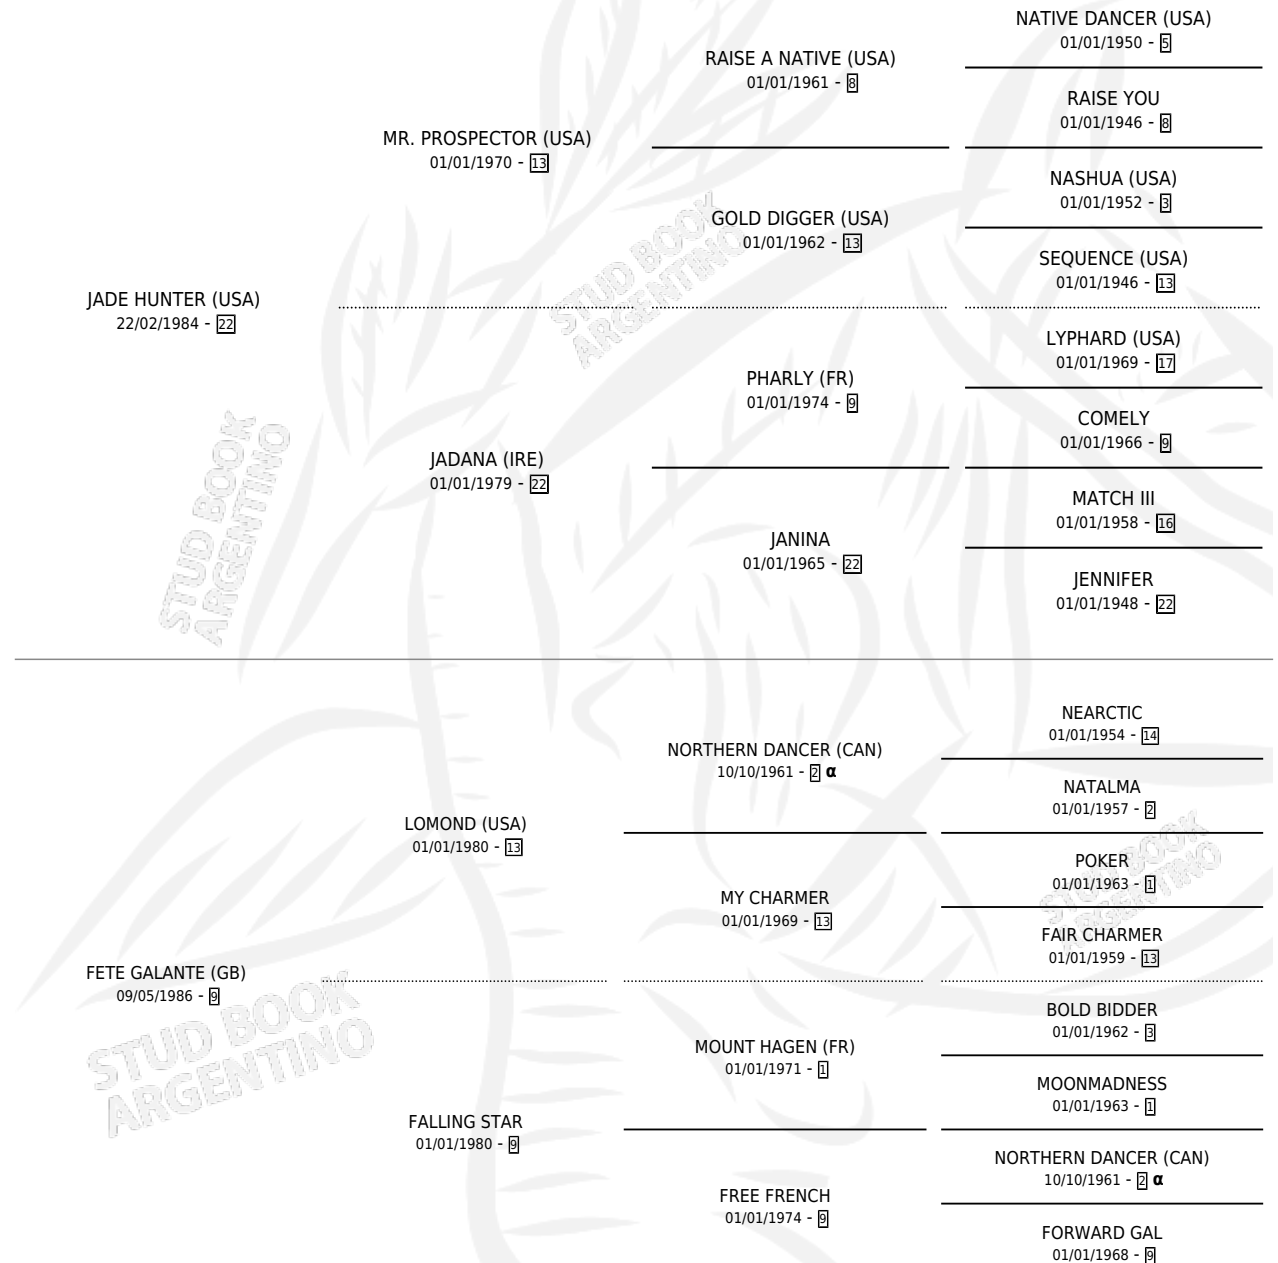 NATIVE DANCER (USA)
01/01/1950 - 5
RAISE A NATIVE (USA)
01/01/1961 - 8
RAISE YOU
01/01/1946 - 8
MR. PROSPECTOR (USA)
01/01/1970 - 13
NASHUA (USA)
01/01/1952 - 3
GOLD DIGGER (USA)
01/01/1962 - 13
SEQUENCE (USA)
01/01/1946 - 13
JADE HUNTER (USA)
22/02/1984 - 22
LYPHARD (USA)
01/01/1969 - 17
PHARLY (FR)
01/01/1974 - 9
COMELY
01/01/1966 - 9
JADANA (IRE)
01/01/1979 - 22
MATCH III
01/01/1958 - 16
JANINA
01/01/1965 - 22
JENNIFER
01/01/1948 - 22
STUD BOOK
ARGENTINO
STUD BOOK
ARGENTINO
NEARCTIC
01/01/1954 - 14
NORTHERN DANCER (CAN)
10/10/1961 - 2 α
NATALMA
01/01/1957 - 2
LOMOND (USA)
01/01/1980 - 13
POKER
01/01/1963 - 1
MY CHARMER
01/01/1969 - 13
FAIR CHARMER
01/01/1959 - 13
FETE GALANTE (GB)
09/05/1986 - 9
BOLD BIDDER
01/01/1962 - 3
MOUNT HAGEN (FR)
01/01/1971 - 1
MOONMADNESS
01/01/1963 - 1
FALLING STAR
01/01/1980 - 9
NORTHERN DANCER (CAN)
10/10/1961 - 2 α
FREE FRENCH
01/01/1974 - 9
FORWARD GAL
01/01/1968 - 9
STUD BOOK
ARGENTINO
STUD BOOK
ARGENTINO